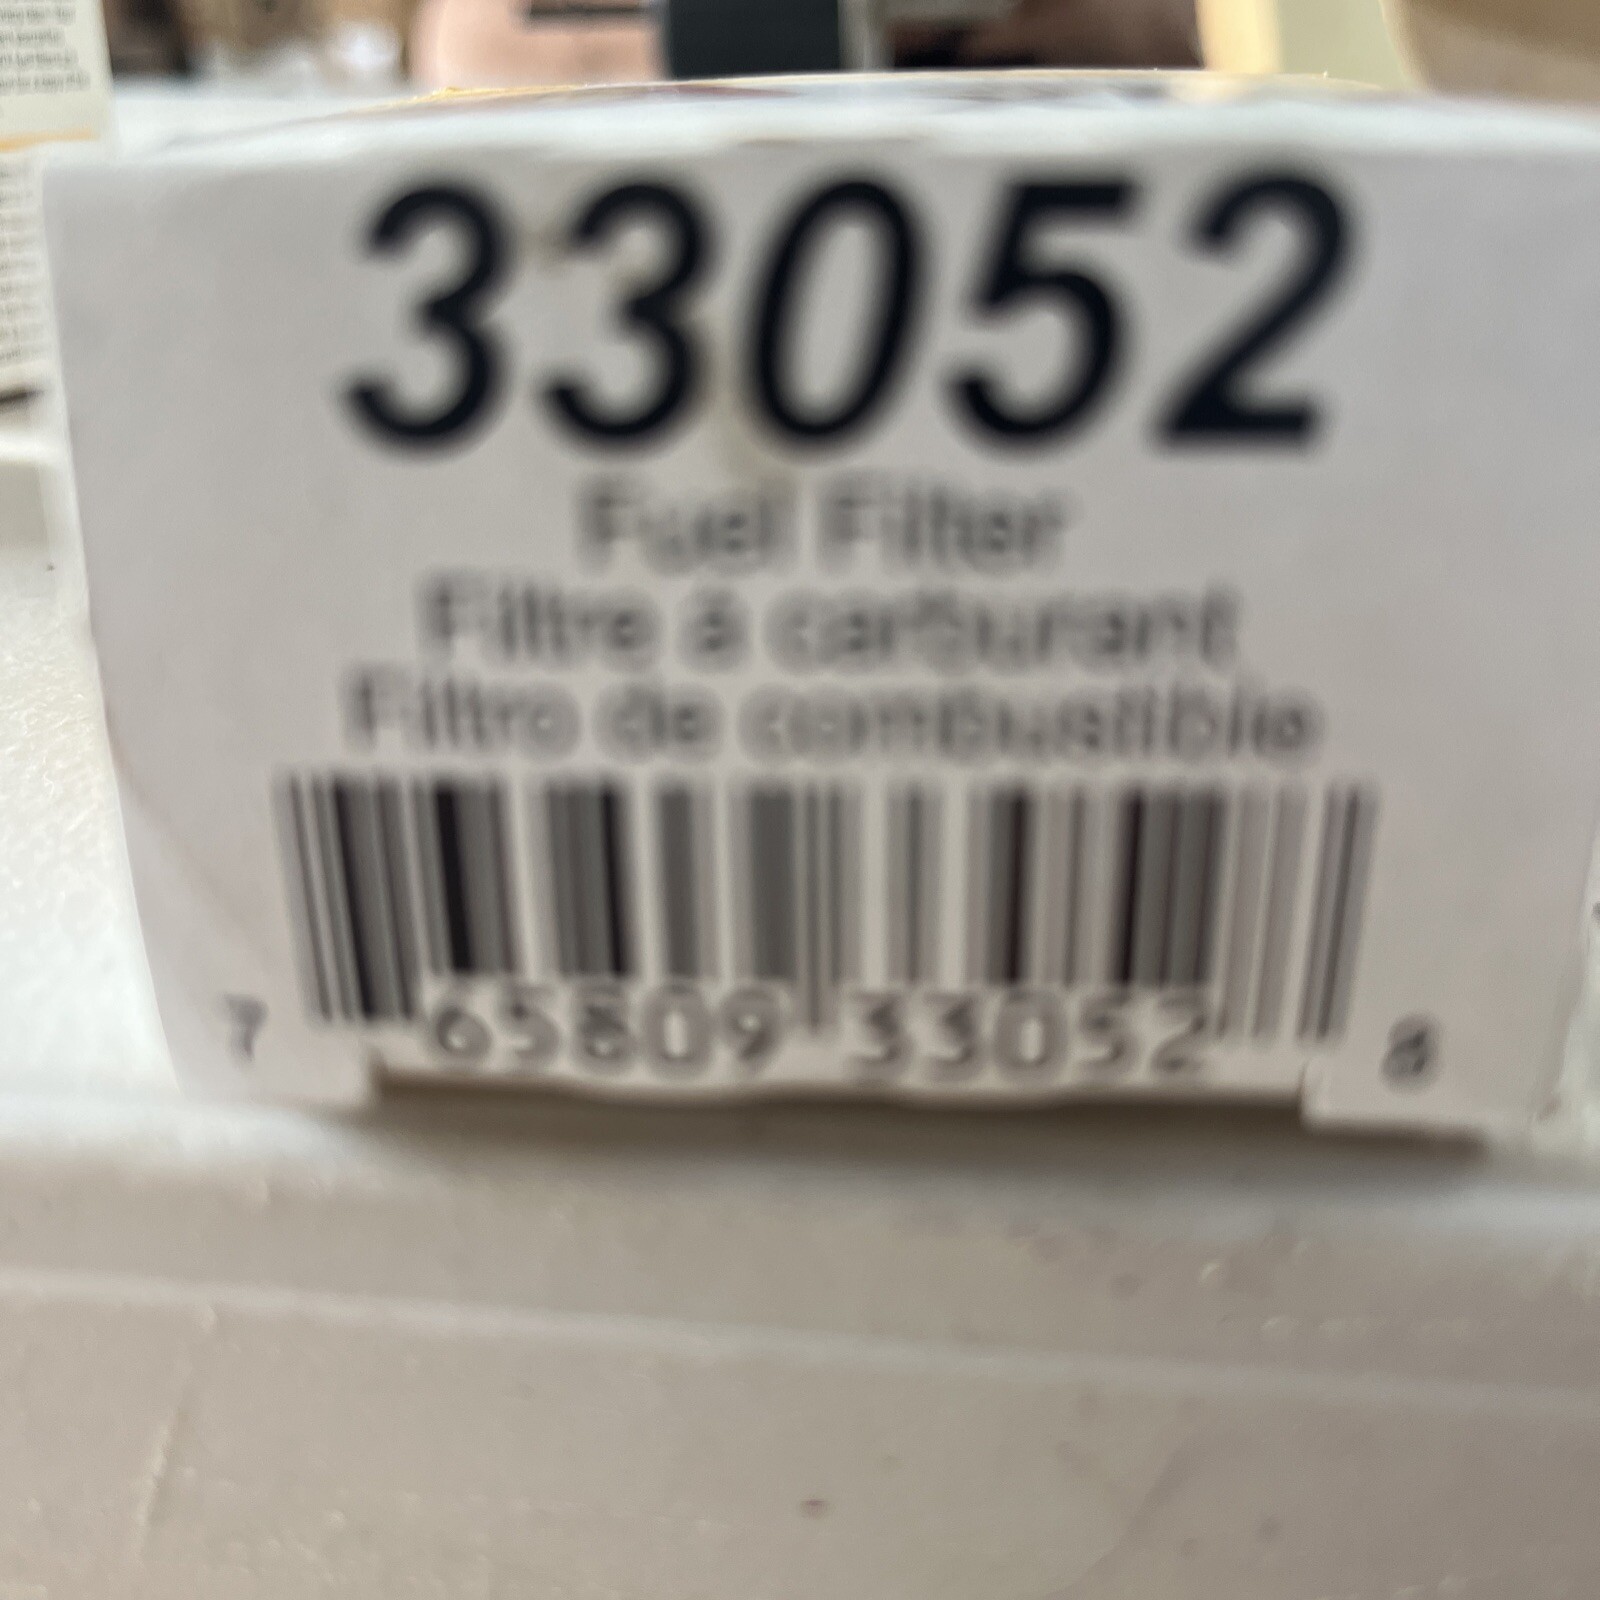 33052
Fuel Filter
Filtre à carburant
Filtro de combustible
7 65809 33052 8